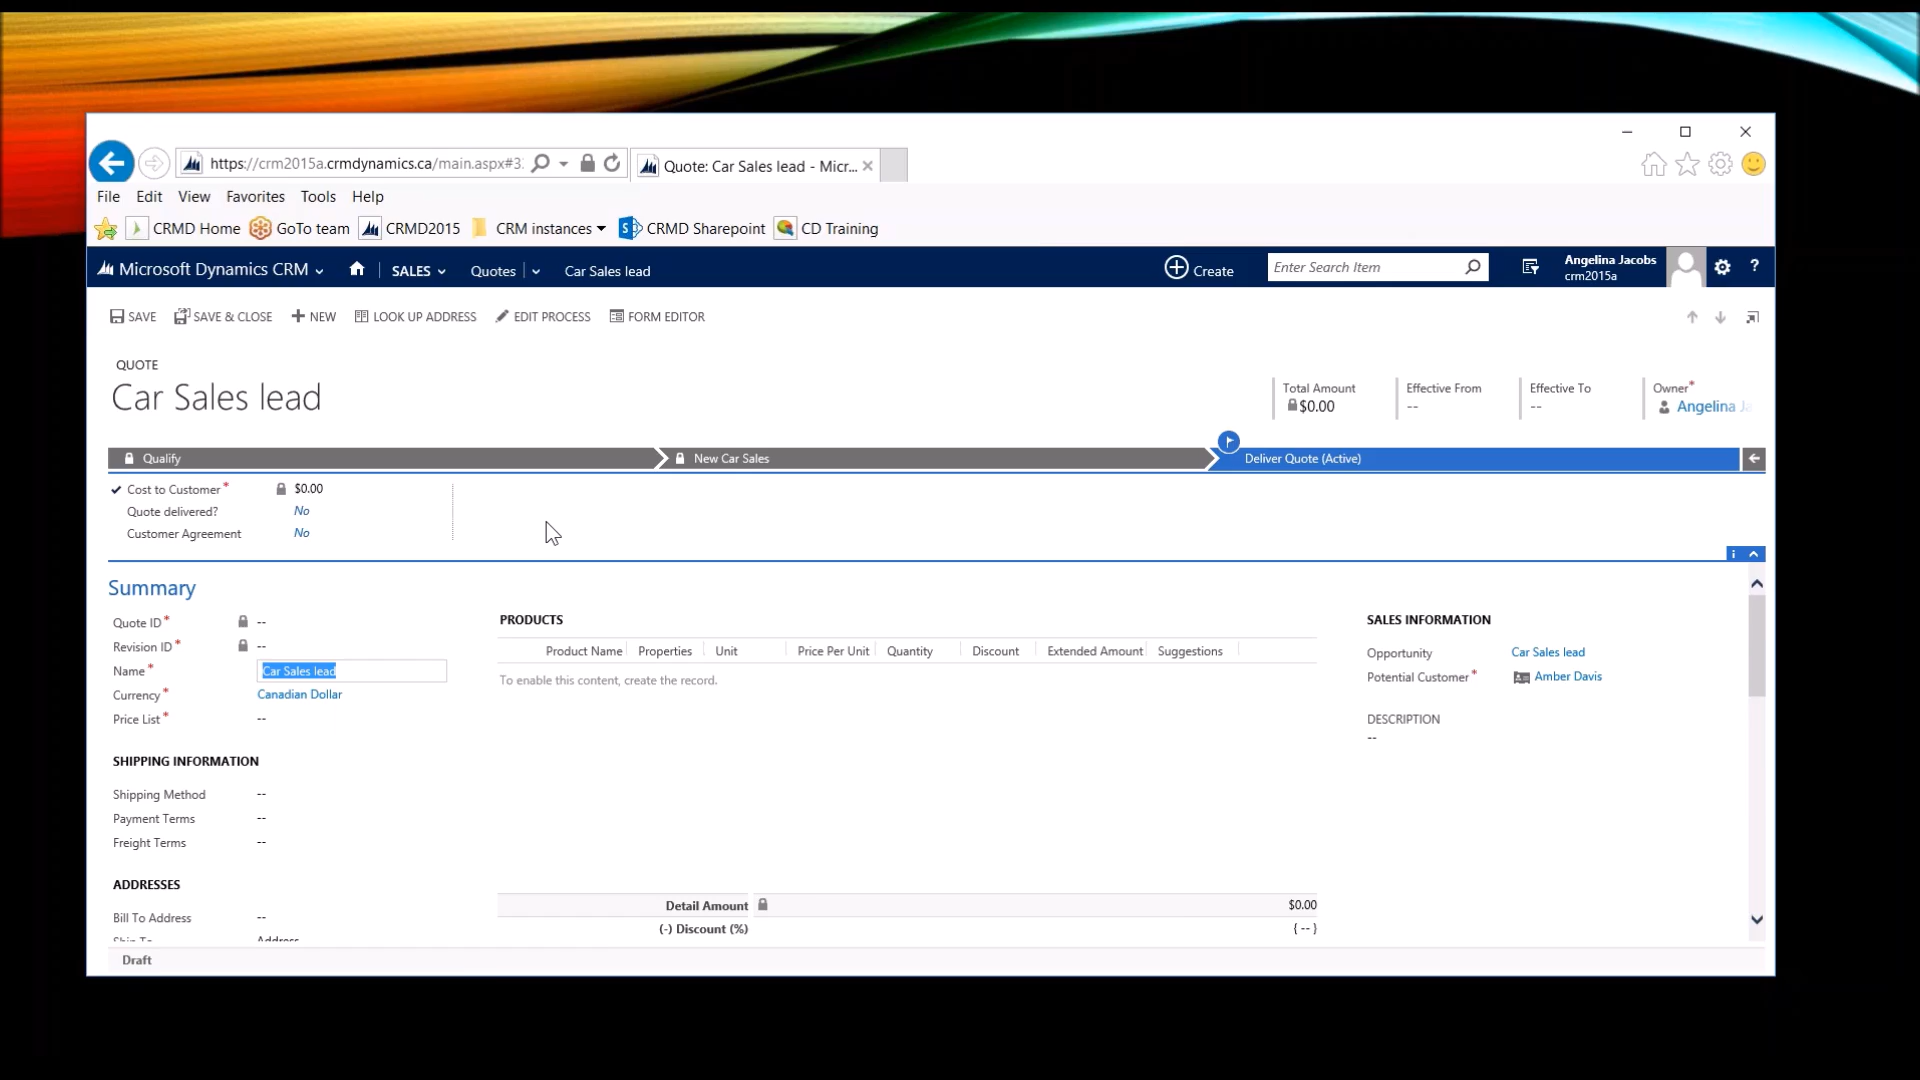 https://crm2015a.crmdynamics.ca/main.aspx#3:
Quote: Car Sales lead - Micr...
File Edit View Favorites Tools Help
CRMD Home GoTo team CRMD2015 CRM instances CRMD Sharepoint CD Training
Microsoft Dynamics CRM SALES Quotes Car Sales lead Create Enter Search Item Angelina Jacobs ?
crm2015a
SAVE SAVE & CLOSE NEW LOOK UP ADDRESS EDIT PROCESS FORM EDITOR
QUOTE
Car Sales lead
Total Amount Effective From Effective To Owner*
$0.00 -- -- Angelina Ja
Qualify New Car Sales Deliver Quote (Active)
Cost to Customer* $0.00
Quote delivered? No
Customer Agreement No
i
Summary
Quote ID* --
Revision ID* --
Name* Car Sales lead
Currency* Canadian Dollar
Price List* --
SHIPPING INFORMATION
Shipping Method --
Payment Terms --
Freight Terms --
ADDRESSES
Bill To Address --
Ship To Address
PRODUCTS
Product Name Properties Unit Price Per Unit Quantity Discount Extended Amount Suggestions
To enable this content, create the record.
Detail Amount $0.00
(-) Discount (%) { -- }
SALES INFORMATION
Opportunity Car Sales lead
Potential Customer* Amber Davis
DESCRIPTION
--
Draft